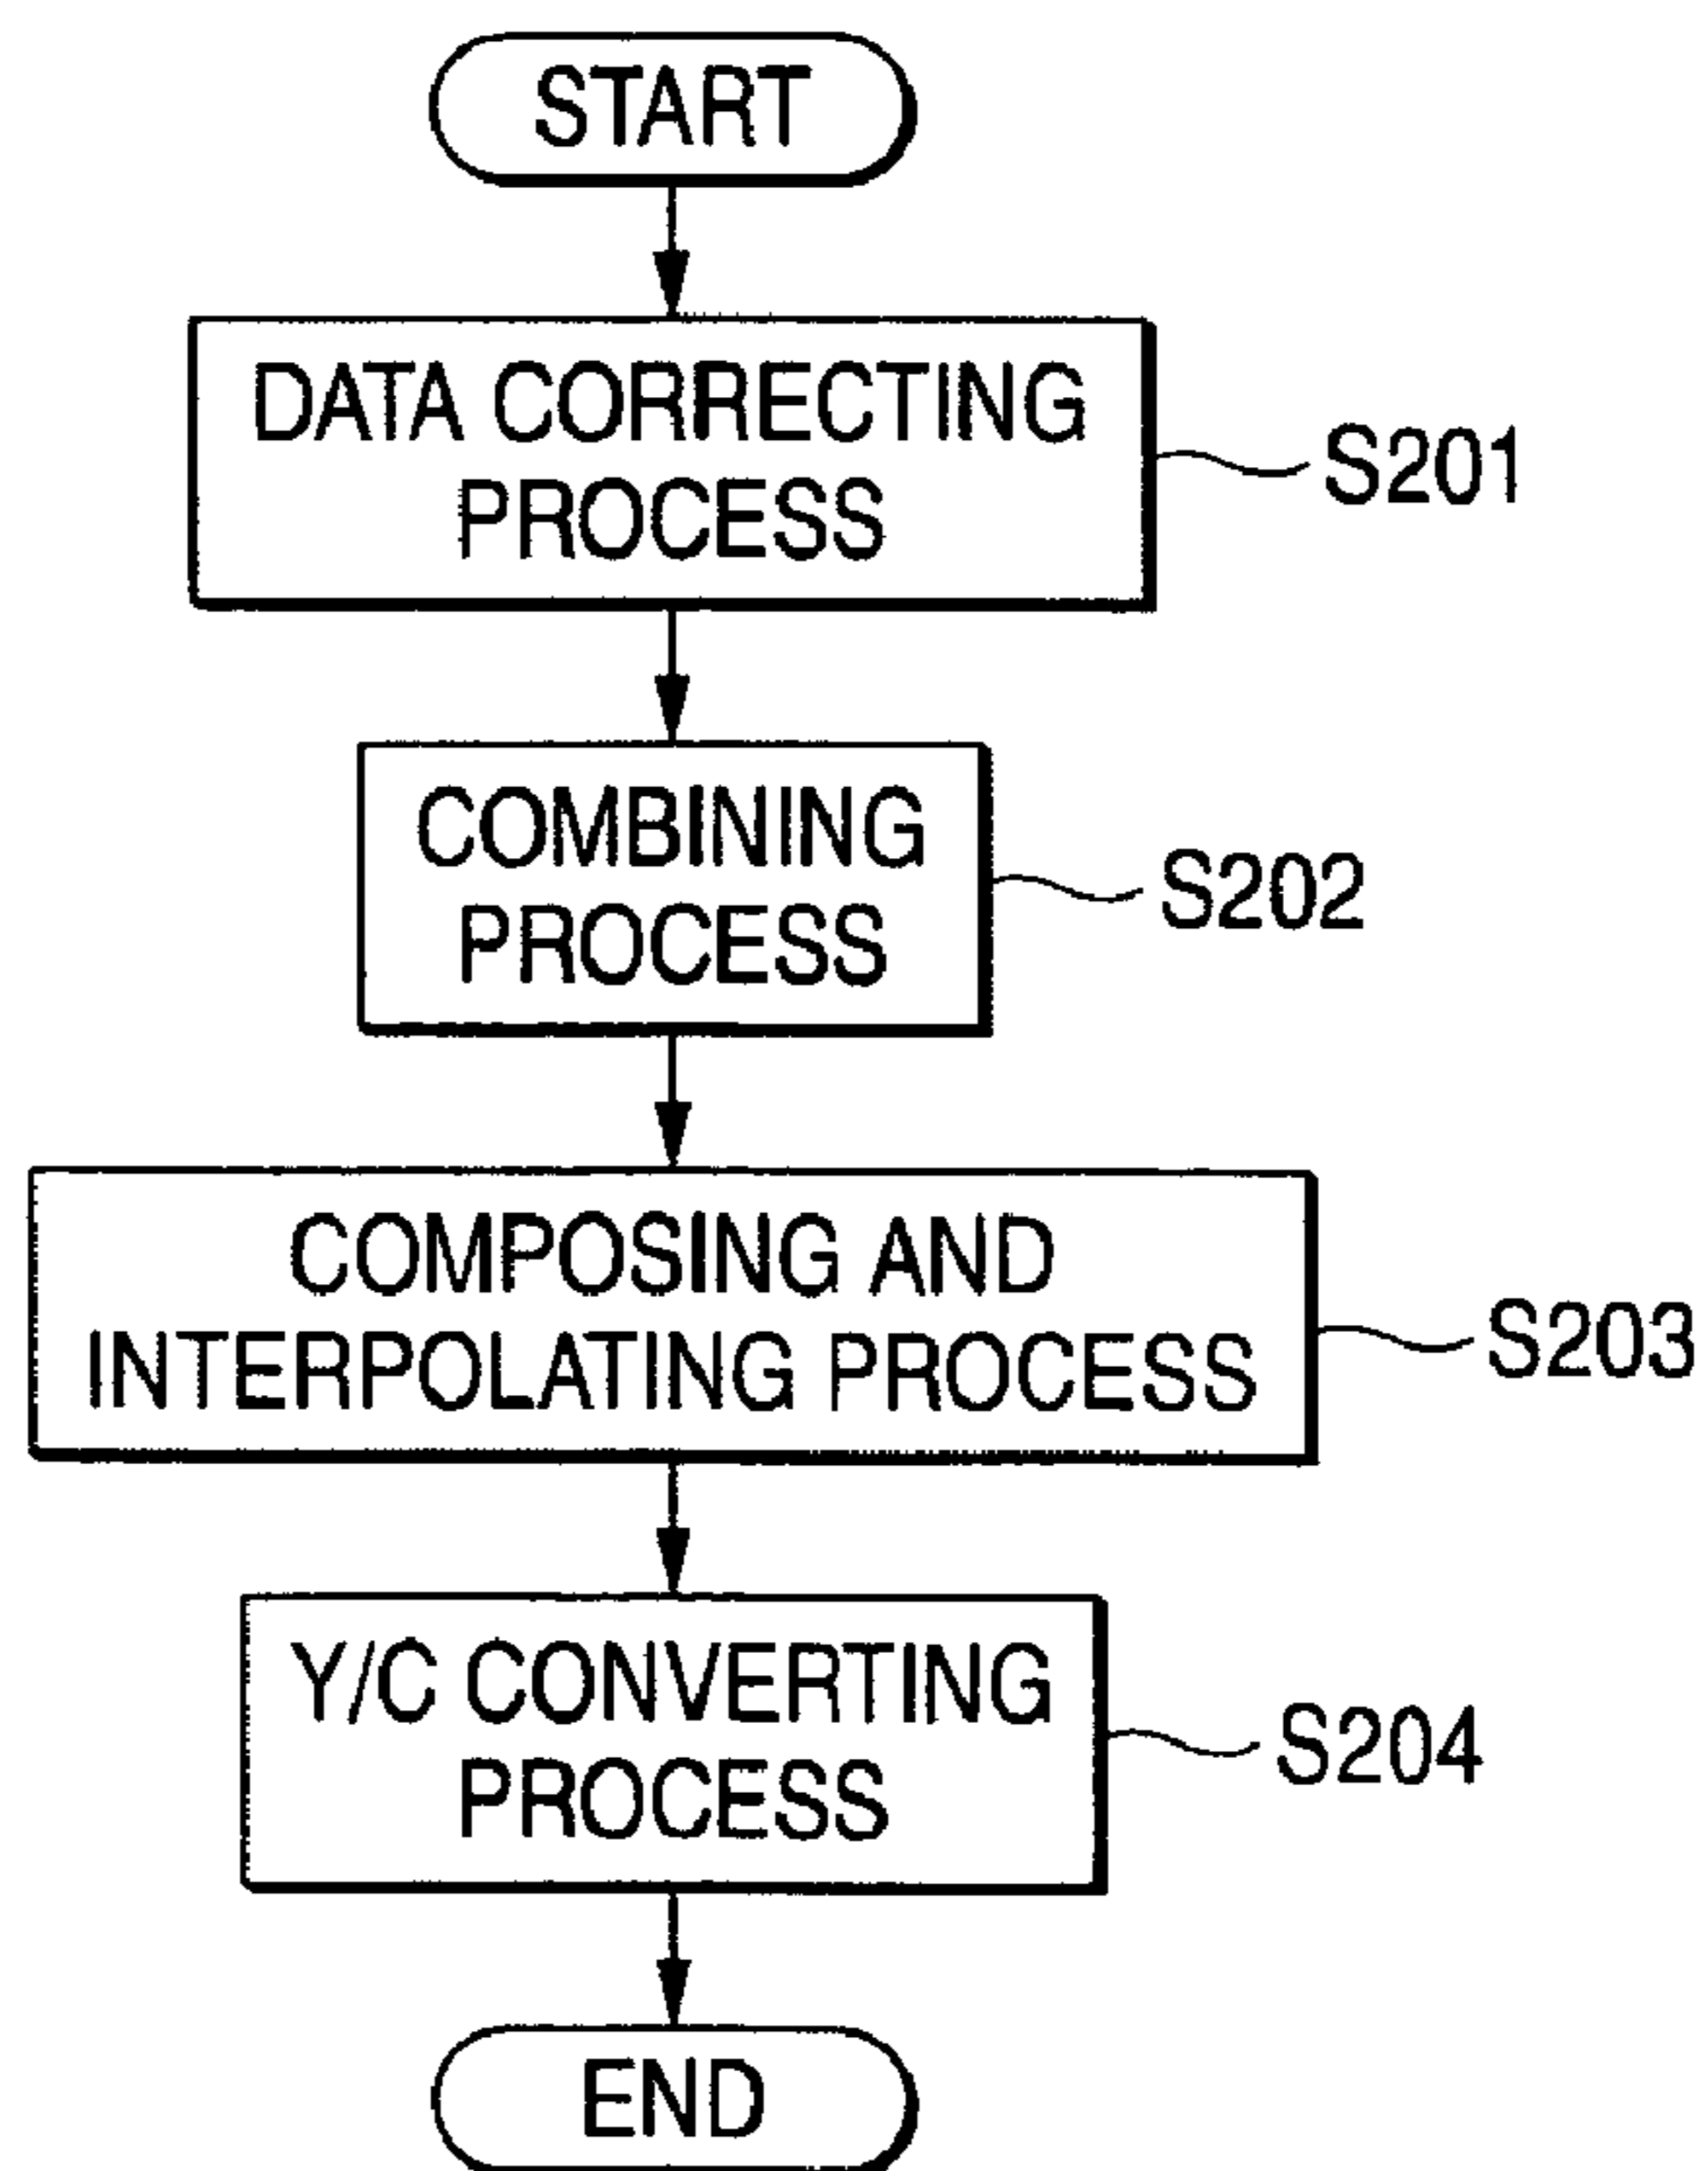 START
DATA CORRECTING
PROCESS
S201
COMBINING
PROCESS
S202
COMPOSING AND
INTERPOLATING PROCESS
S203
Y/C CONVERTING
PROCESS
S204
END